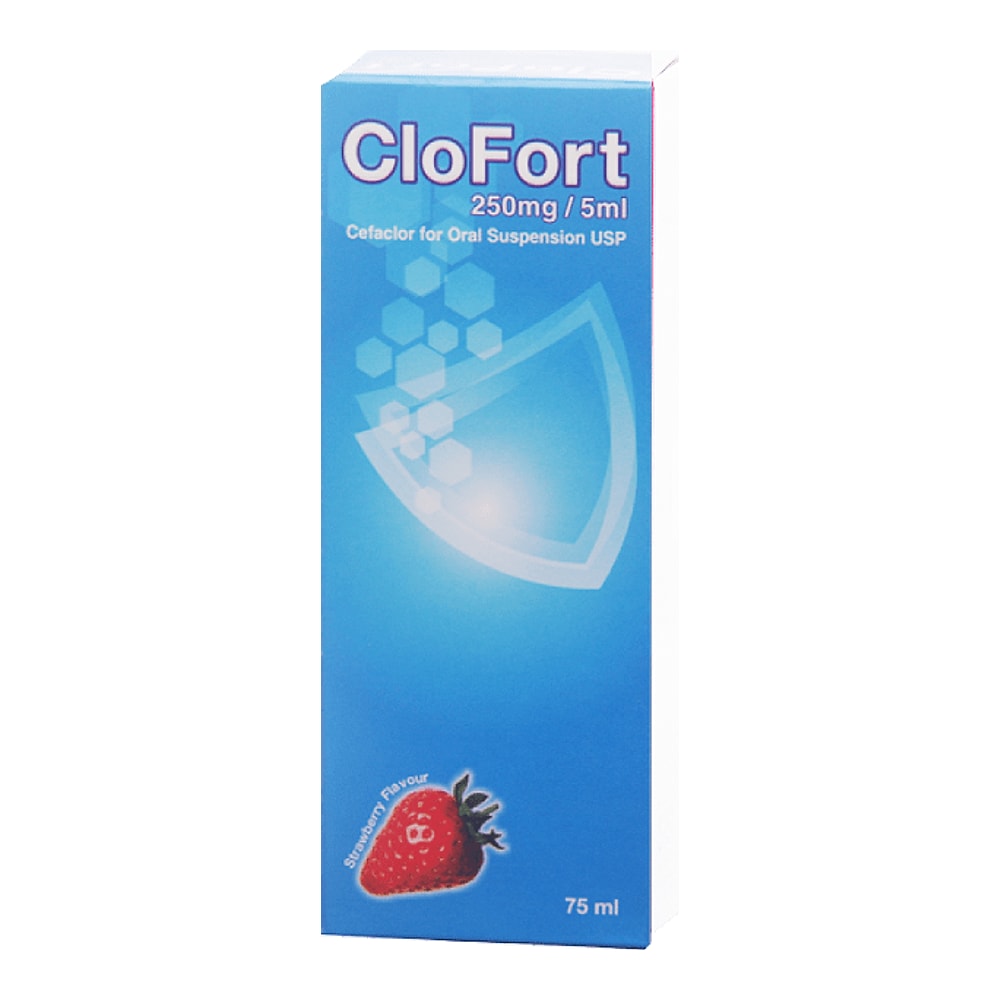 CloFort
250mg / 5ml
Cefaclor for Oral Suspension USP
Strawberry Flavour
75 ml